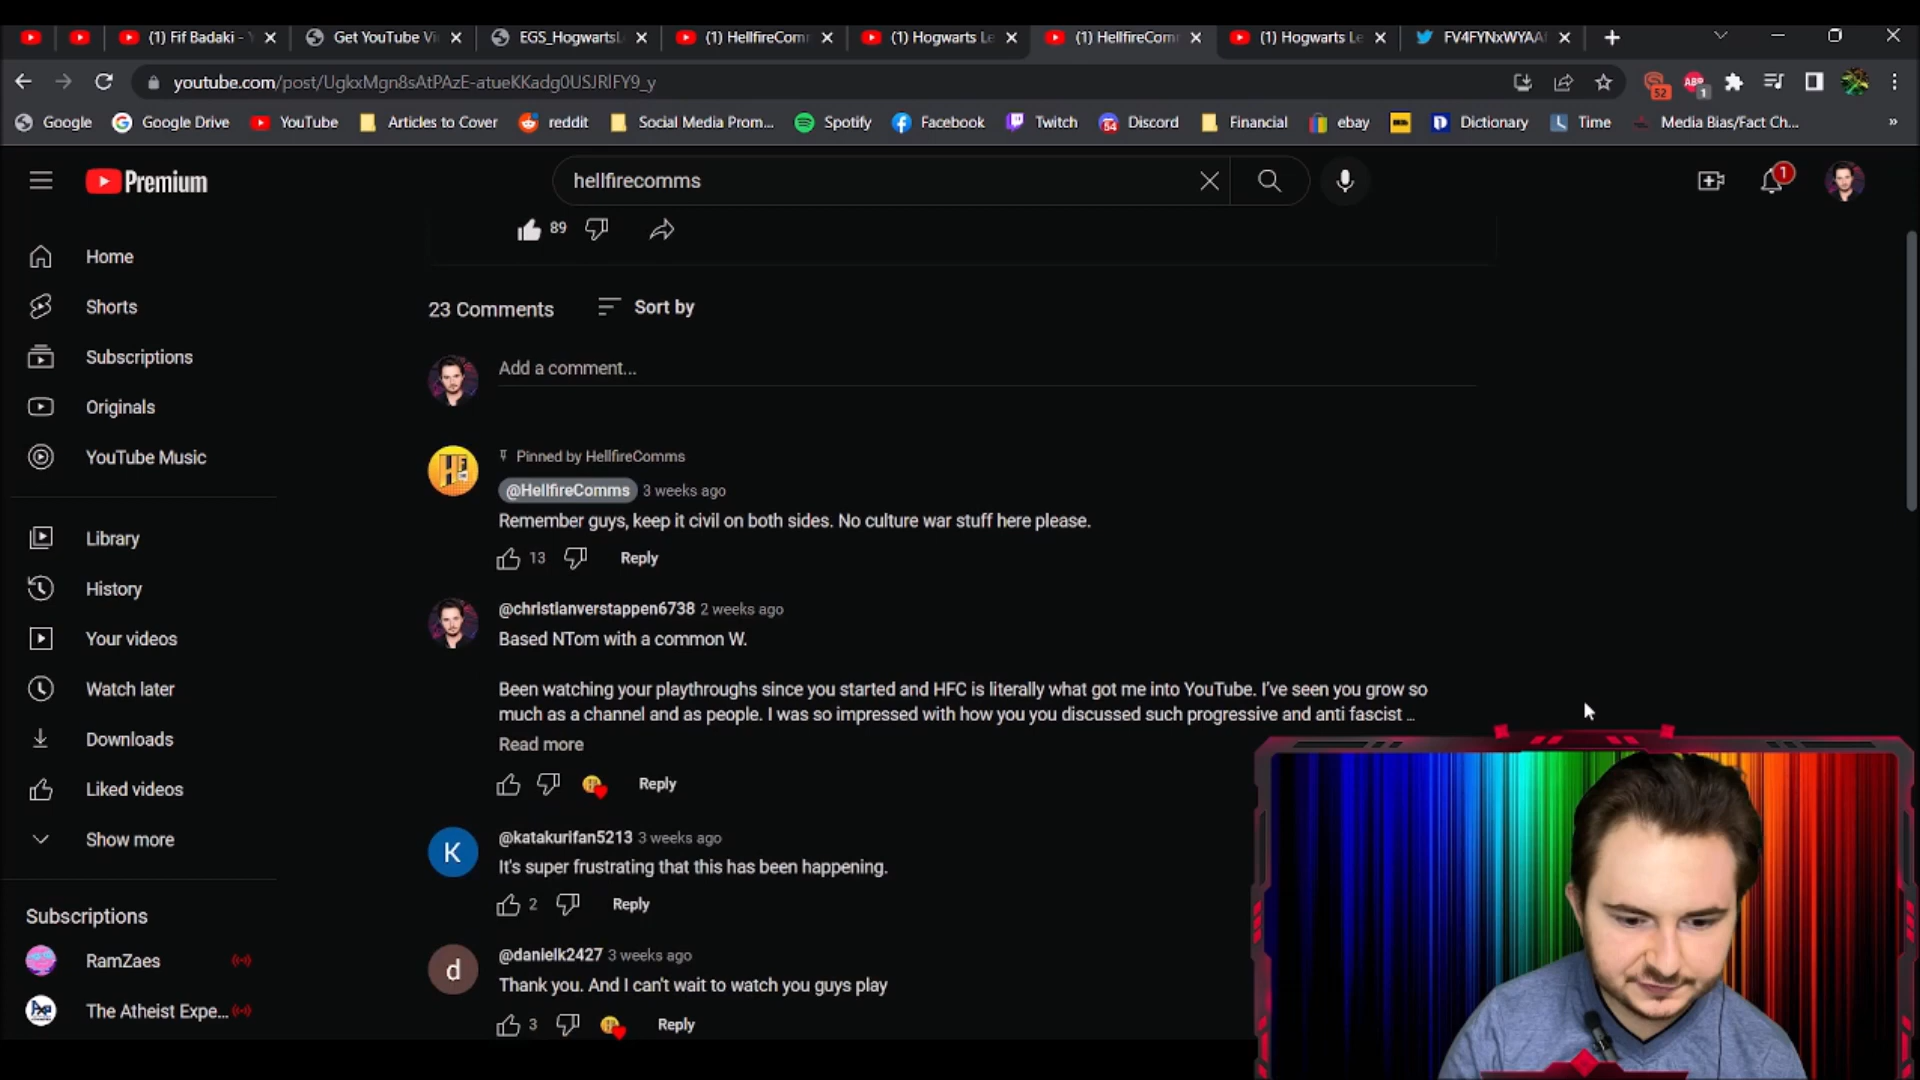 (1) Fif Badaki -
Get YouTube Vi
EGS_HogwartsL
(1) HellfireCom
(1) Hogwarts Le
(1) HellfireCom
(1) Hogwarts Le
FV4FYNxWYAA
youtube.com/post/UgkxMgn8sAtPAzE-atueKKadg0USJRlFY9_y
52
ABP
1
Google
Google Drive
YouTube
Articles to Cover
reddit
Social Media Prom...
Spotify
Facebook
Twitch
54
Discord
Financial
ebay
Dictionary
Time
Media Bias/Fact Ch...
»
Premium
hellfirecomms
1
Home
Shorts
Subscriptions
Originals
YouTube Music
Library
History
Your videos
Watch later
Downloads
Liked videos
Show more
Subscriptions
RamZaes
The Atheist Expe...
89
23 Comments
Sort by
Add a comment...
Pinned by HellfireComms
@HellfireComms 3 weeks ago
Remember guys, keep it civil on both sides. No culture war stuff here please.
13
Reply
@christianverstappen6738 2 weeks ago
Based NTom with a common W.
Been watching your playthroughs since you started and HFC is literally what got me into YouTube. I've seen you grow so
much as a channel and as people. I was so impressed with how you you discussed such progressive and anti fascist ...
Read more
Reply
K
@katakurifan5213 3 weeks ago
It's super frustrating that this has been happening.
2
Reply
d
@danielk2427 3 weeks ago
Thank you. And I can't wait to watch you guys play
3
Reply